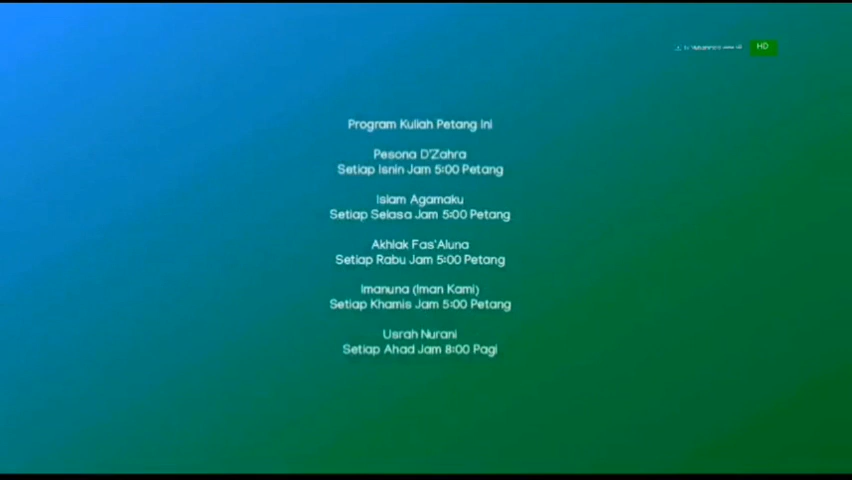 HD
Program Kuliah Petang Ini
Pesona D'Zahra
Setiap Isnin Jam 5:00 Petang
Islam Agamaku
Setiap Selasa Jam 5:00 Petang
Akhlak Fas'Aluna
Setiap Rabu Jam 5:00 Petang
Imanuna (Iman Kami)
Setiap Khamis Jam 5:00 Petang
Usrah Nurani
Setiap Ahad Jam 8:00 Pagi